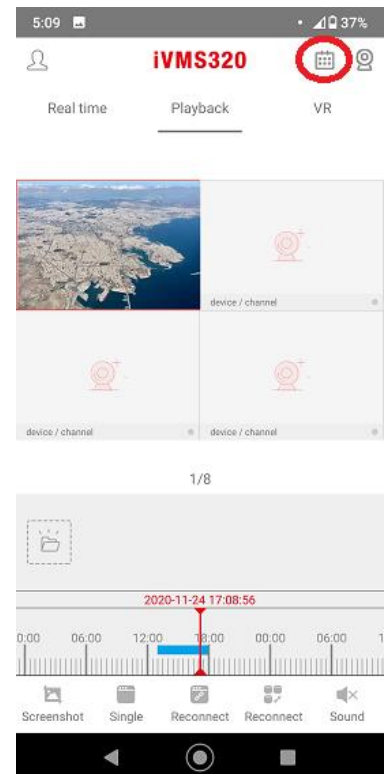 5:09 37%
iVMS320
Real time Playback VR
device / channel
device / channel device / channel
1/8
2020-11-24 17:08:56
0:00 06:00 12:00 18:00 00:00 06:00 1
Screenshot Single Reconnect Reconnect Sound